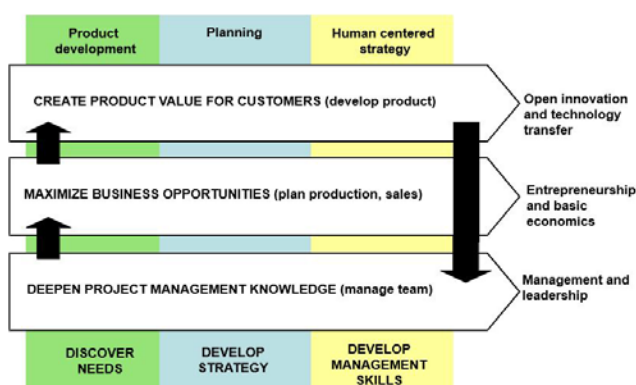 Product
development
Planning
Human centered
strategy
CREATE PRODUCT VALUE FOR CUSTOMERS (develop product)
Open innovation
and technology
transfer
MAXIMIZE BUSINESS OPPORTUNITIES (plan production, sales)
Entrepreneurship
and basic
economics
DEEPEN PROJECT MANAGEMENT KNOWLEDGE (manage team)
Management and
leadership
DISCOVER
NEEDS
DEVELOP
STRATEGY
DEVELOP
MANAGEMENT
SKILLS